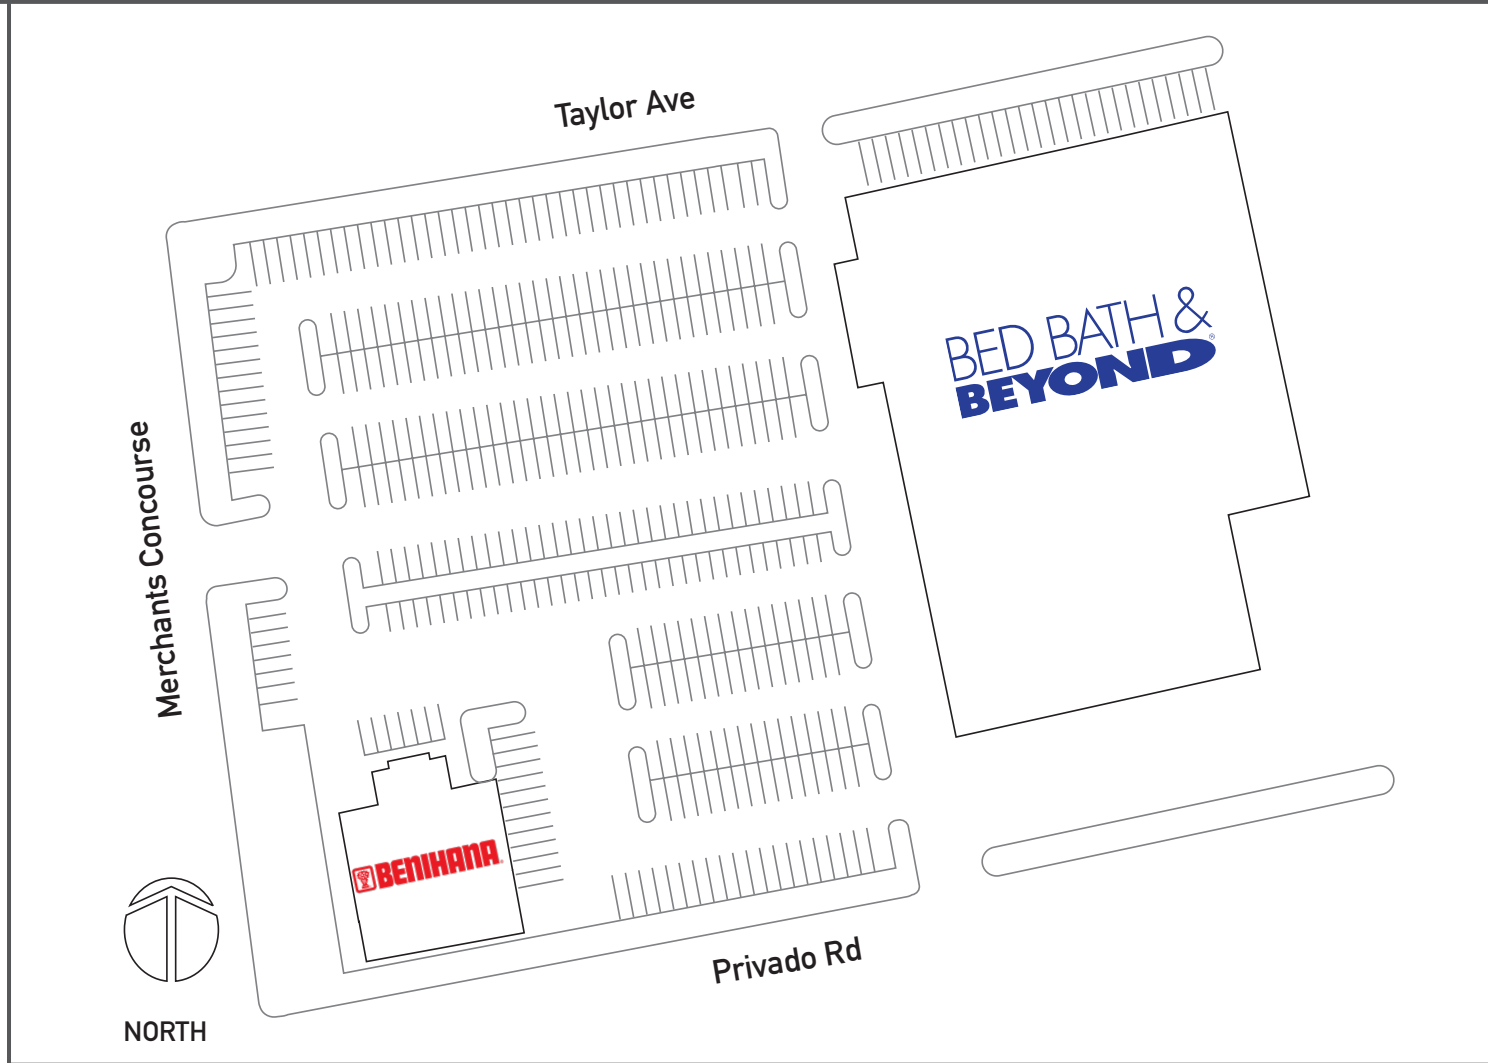 Taylor Ave
BED BATH &
BEYOND®
Merchants Concourse
BENIHANA
Privado Rd
NORTH